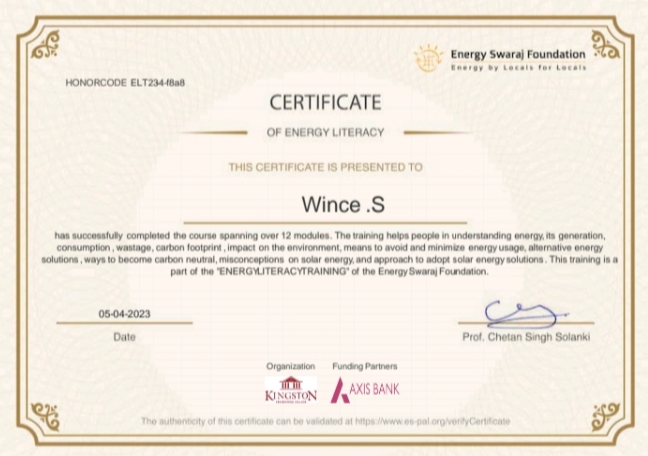 Energy Swaraj Foundation
Energy by Locals for Locals
HONORCODE ELT234-f8a8
CERTIFICATE
OF ENERGY LITERACY
THIS CERTIFICATE IS PRESENTED TO
Wince .S
has successfully completed the course spanning over 12 modules. The training helps people in understanding energy, its generation,
consumption , wastage, carbon footprint , impact on the environment, means to avoid and minimize energy usage, alternative energy
solutions , ways to become carbon neutral, misconceptions on solar energy, and approach to adopt solar energy solutions . This training is a
part of the "ENERGYLITERACYTRAINING" of the Energy Swaraj Foundation.
05-04-2023
Date
Prof. Chetan Singh Solanki
Organization Funding Partners
KINGSTON
AXIS BANK
The authenticity of this certificate can be validated at https://www.es-pal.org/verifyCertificate